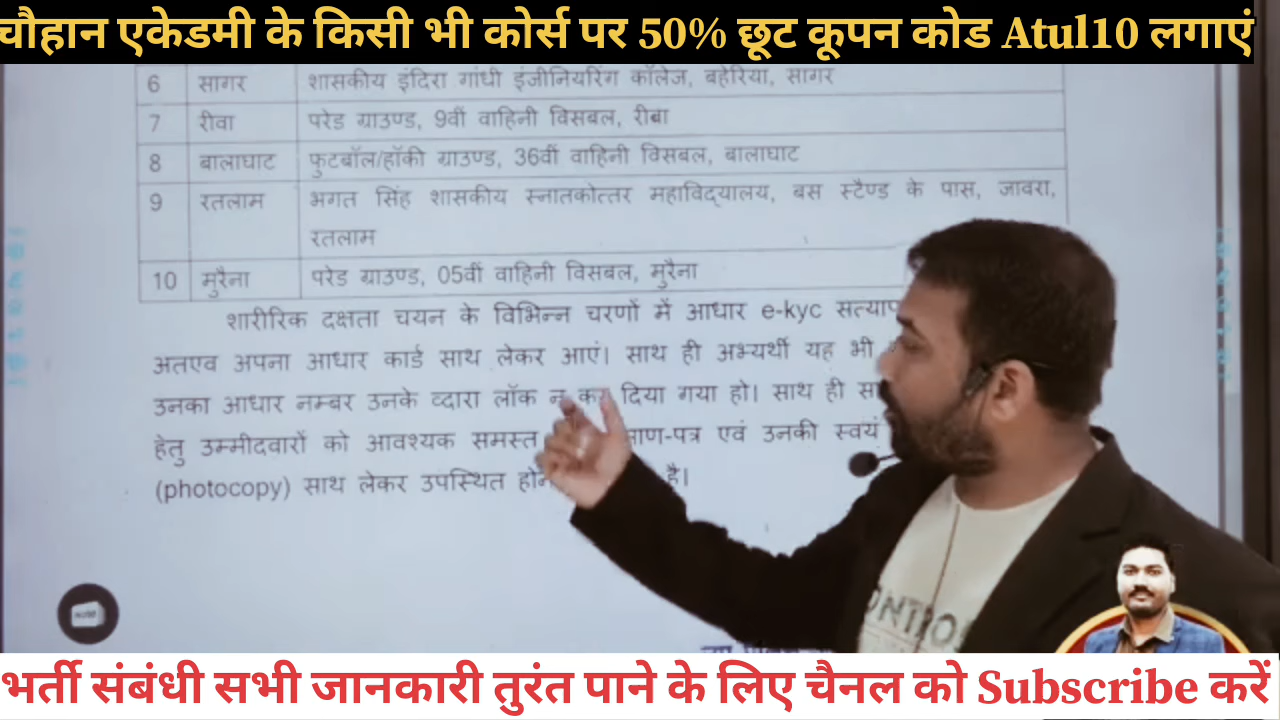 चौहान एकेडमी के किसी भी कोर्स पर 50% छूट कूपन कोड Atul10 लगाएं
6 सागर शासकीय इंदिरा गांधी इंजीनियरिंग कॉलेज, बहेरिया, सागर
7 रीवा परेड ग्राउण्ड, 9वीं वाहिनी विसबल, रीवा
8 बालाघाट फुटबॉल/हॉकी ग्राउण्ड, 36वीं वाहिनी विसबल, बालाघाट
9 रतलाम भगत सिंह शासकीय स्नातकोत्तर महाविद्यालय, बस स्टैण्ड के पास, जावरा,
रतलाम
10 मुरैना परेड ग्राउण्ड, 05वीं वाहिनी विसबल, मुरैना
शारीरिक दक्षता चयन के विभिन्न चरणों में आधार e-kyc
अतएव अपना आधार कार्ड साथ लेकर आएं। साथ ही अभ्यर्थी यह भी
उनका आधार नम्बर उनके व्दारा लॉक न कर दिया गया हो। साथ ही
हेतु उम्मीदवारों को आवश्यक समस्त एवं उनकी स्वयं
(photocopy) साथ लेकर उपस्थित है।
भर्ती संबंधी सभी जानकारी तुरंत पाने के लिए चैनल को Subscribe करें